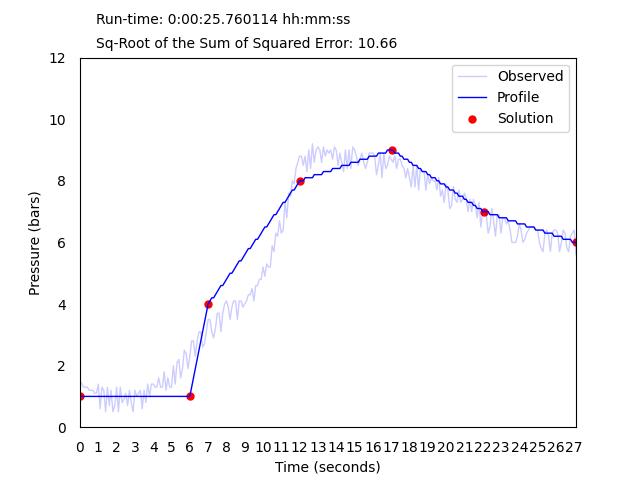 Run-time: 0:00:25.760114 hh:mm:ss
Sq-Root of the Sum of Squared Error: 10.66
12
10
8
6
4
2
0
Pressure (bars)
Observed
Profile
Solution
0 1 2 3 4 5 6 7 8 9 10 11 12 13 14 15 16 17 18 19 20 21 22 23 24 25 26 27
Time (seconds)